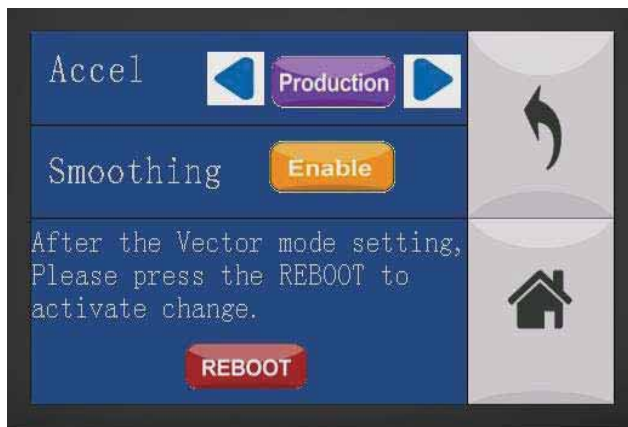 Accel Production
Smoothing Enable
After the Vector mode setting,
Please press the REBOOT to
activate change.
REBOOT